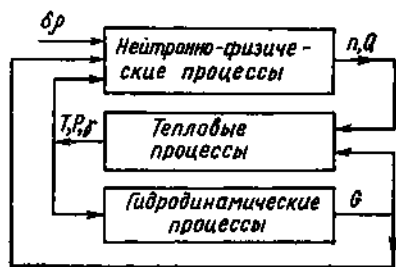 δρ
Нейтронно-физиче-
ские процессы
n,Q
T,P,γ
Тепловые
процессы
Гидродинамические
процессы
G